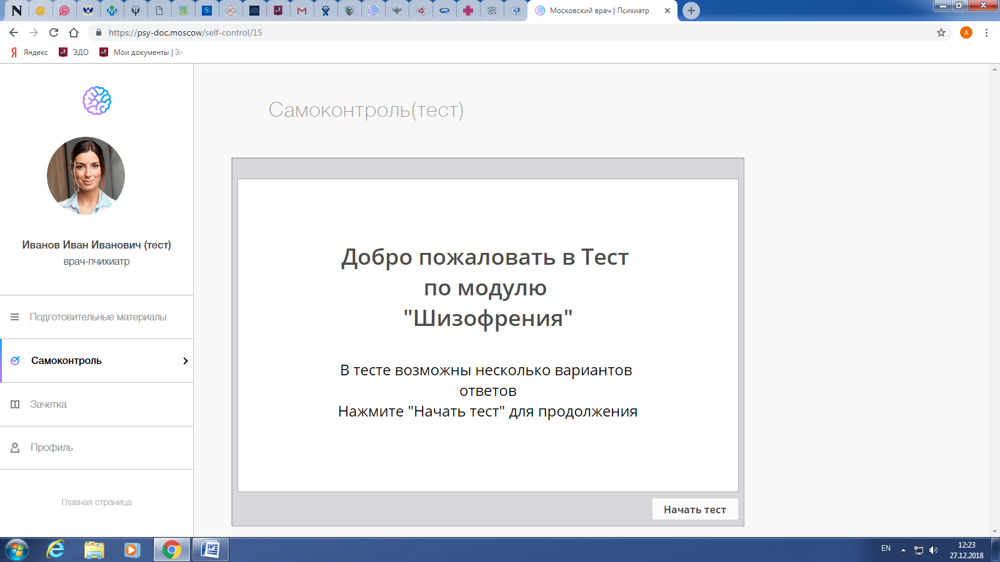 Московский врач | Психиатр
https://psy-doc.moscow/self-control/15
Яндекс
ЭДО
Мои документы | Эл
Самоконтроль(тест)
Иванов Иван Иванович (тест)
врач-пчихиатр
Подготовительные материалы
Самоконтроль
Зачетка
Профиль
Главная страница
Добро пожаловать в Тест
по модулю
"Шизофрения"
В тесте возможны несколько вариантов
ответов
Нажмите "Начать тест" для продолжения
Начать тест
EN
12:23
27.12.2018